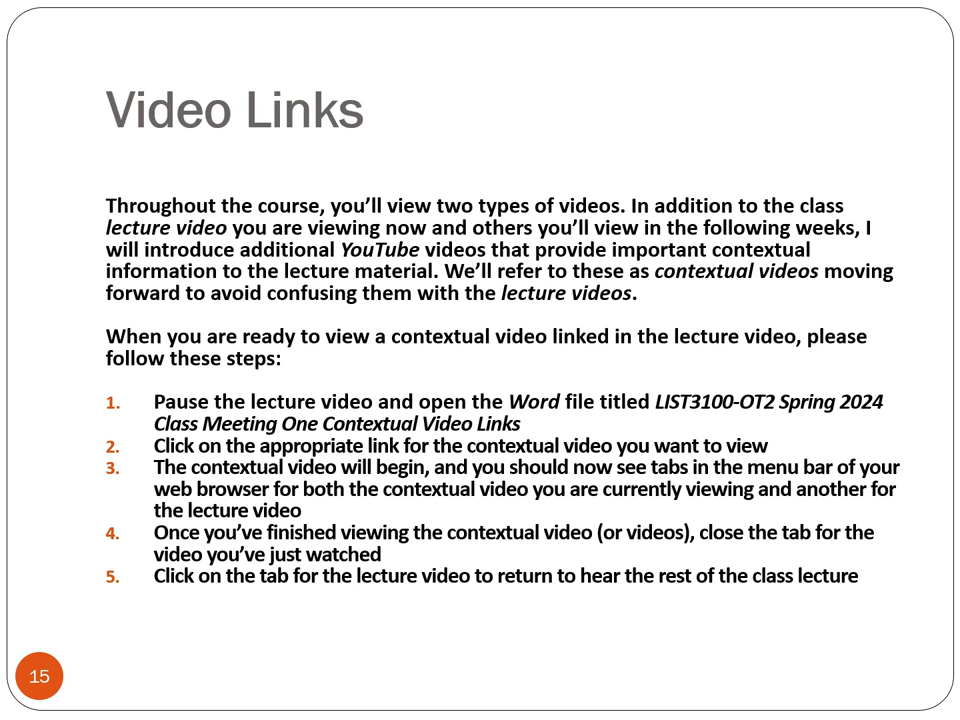 Video Links
Throughout the course, you’ll view two types of videos. In addition to the class
lecture video you are viewing now and others you’ll view in the following weeks, I
will introduce additional YouTube videos that provide important contextual
information to the lecture material. We’ll refer to these as contextual videos moving
forward to avoid confusing them with the lecture videos.
When you are ready to view a contextual video linked in the lecture video, please
follow these steps:
1. Pause the lecture video and open the Word file titled LIST3100-OT2 Spring 2024
Class Meeting One Contextual Video Links
2. Click on the appropriate link for the contextual video you want to view
3. The contextual video will begin, and you should now see tabs in the menu bar of your
web browser for both the contextual video you are currently viewing and another for
the lecture video
4. Once you’ve finished viewing the contextual video (or videos), close the tab for the
video you’ve just watched
5. Click on the tab for the lecture video to return to hear the rest of the class lecture
15